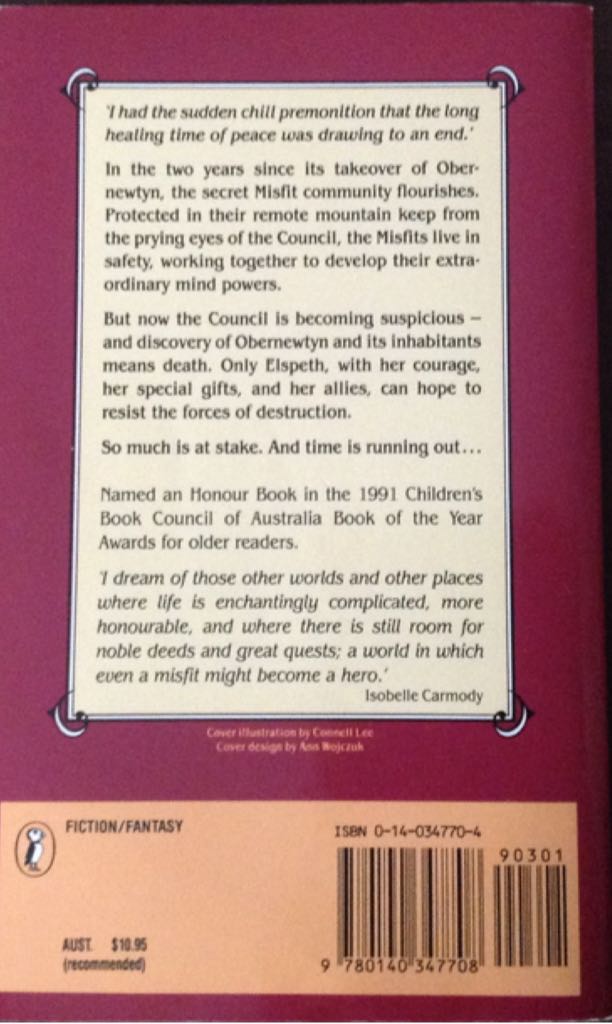 'I had the sudden chill premonition that the long
healing time of peace was drawing to an end.'
In the two years since its takeover of Ober-
newtyn, the secret Misfit community flourishes.
Protected in their remote mountain keep from
the prying eyes of the Council, the Misfits live in
safety, working together to develop their extra-
ordinary mind powers.
But now the Council is becoming suspicious –
and discovery of Obernewtyn and its inhabitants
means death. Only Elspeth, with her courage,
her special gifts, and her allies, can hope to
resist the forces of destruction.
So much is at stake. And time is running out...
Named an Honour Book in the 1991 Children's
Book Council of Australia Book of the Year
Awards for older readers.
'I dream of those other worlds and other places
where life is enchantingly complicated, more
honourable, and where there is still room for
noble deeds and great quests; a world in which
even a misfit might become a hero.'
Isobelle Carmody
Cover illustration by Connell Lee
Cover design by Ann Wojczuk
FICTION/FANTASY
ISBN 0-14-034770-4
90301
AUST. $10.95
(recommended)
9 780140 347708